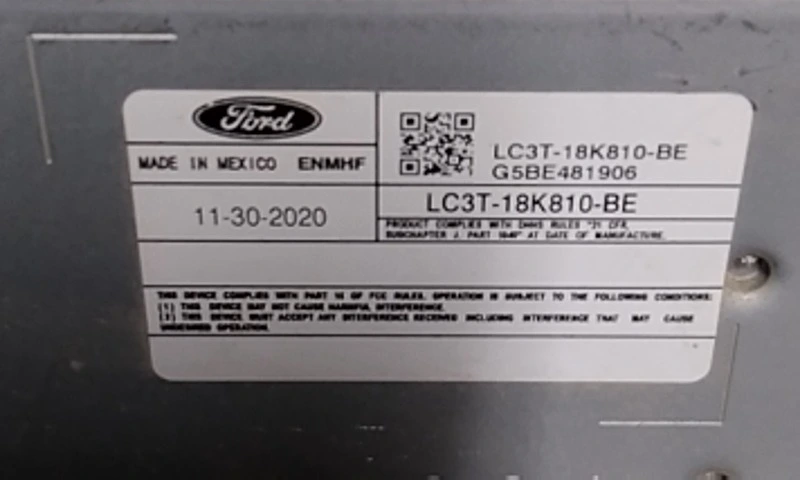 Ford
MADE IN MEXICO ENMHF
LC3T-18K810-BE
G5BE481906
11-30-2020
LC3T-18K810-BE
PRODUCT COMPLIES WITH DHHS RULES "21 CFR,
SUBCHAPTER J, PART 1040" AT DATE OF MANUFACTURE.
THIS DEVICE COMPLIES WITH PART 15 OF FCC RULES. OPERATION IS SUBJECT TO THE FOLLOWING CONDITIONS:
(1) THIS DEVICE MAY NOT CAUSE HARMFUL INTERFERENCE.
(2) THIS DEVICE MUST ACCEPT ANY INTERFERENCE RECEIVED INCLUDING INTERFERENCE THAT MAY CAUSE
UNDESIRED OPERATION.